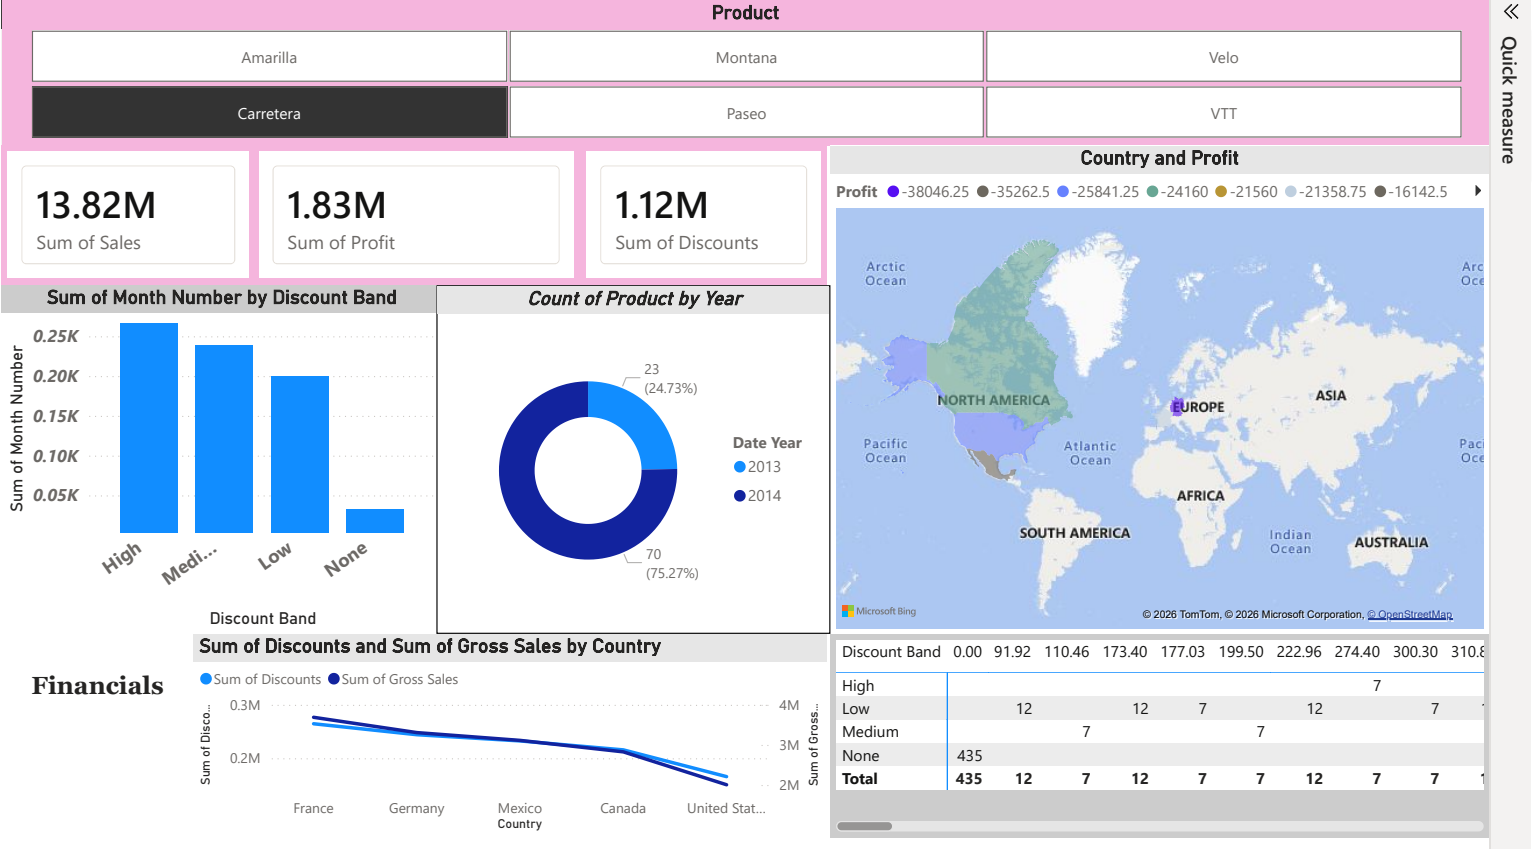 Product
Amarilla
Montana
Velo
Carretera
Paseo
VTT
Quick measure
13.82M
Sum of Sales
1.83M
Sum of Profit
1.12M
Sum of Discounts
Sum of Month Number by Discount Band
Sum of Month Number
0.25K
0.20K
0.15K
0.10K
0.05K
High
Medi...
Low
None
Discount Band
Count of Product by Year
23
(24.73%)
70
(75.27%)
Date Year
2013
2014
Country and Profit
Profit -38046.25 -35262.5 -25841.25 -24160 -21560 -21358.75 -16142.5
Arctic
Ocean
Arc
Oce
NORTH AMERICA
EUROPE
ASIA
Pacific
Ocean
Atlantic
Ocean
Paci
Oce
AFRICA
SOUTH AMERICA
Indian
Ocean
AUSTRALIA
Microsoft Bing
© 2026 TomTom, © 2026 Microsoft Corporation, © OpenStreetMap
Financials
Sum of Discounts and Sum of Gross Sales by Country
Sum of Discounts Sum of Gross Sales
Sum of Disco...
0.3M
0.2M
4M
3M
2M
Sum of Gross...
France Germany Mexico Canada United Stat...
Country
Discount Band 0.00 91.92 110.46 173.40 177.03 199.50 222.96 274.40 300.30 310.8
High 7
Low 12 12 7 12 7 1
Medium 7 7
None 435
Total 435 12 7 12 7 7 12 7 7 1